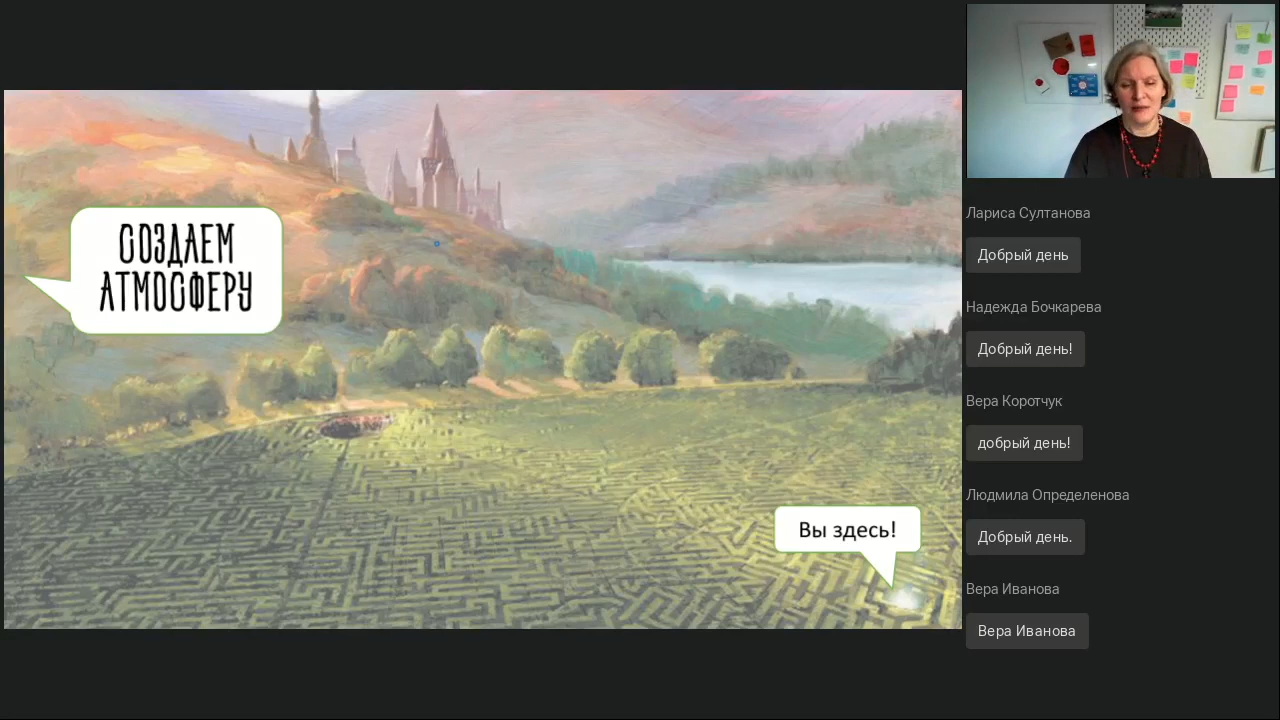 СОЗДАЕМ
АТМОСФЕРУ
Вы здесь!
Лариса Султанова
Добрый день
Надежда Бочкарева
Добрый день!
Вера Коротчук
добрый день!
Людмила Определенова
Добрый день.
Вера Иванова
Вера Иванова